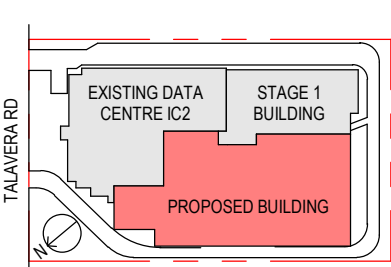 EXISTING DATA
CENTRE IC2
STAGE 1
BUILDING
TALAVERA RD
PROPOSED BUILDING
N